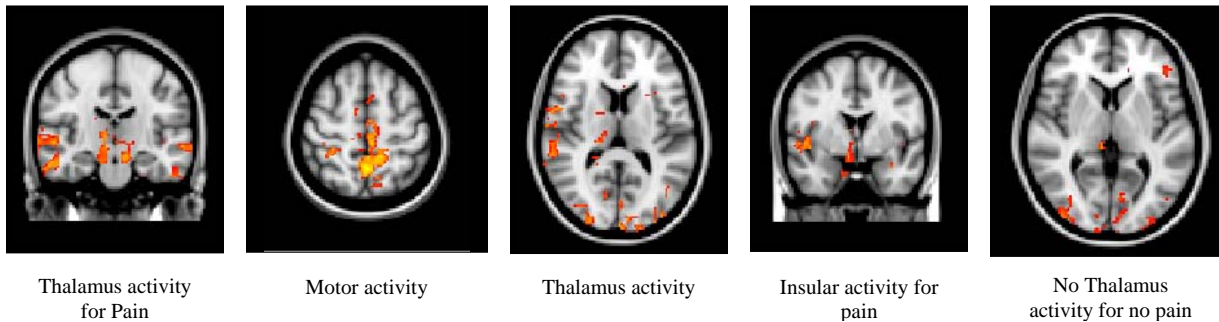 Thalamus activity
for Pain
Motor activity
Thalamus activity
Insular activity for
pain
No Thalamus
activity for no pain